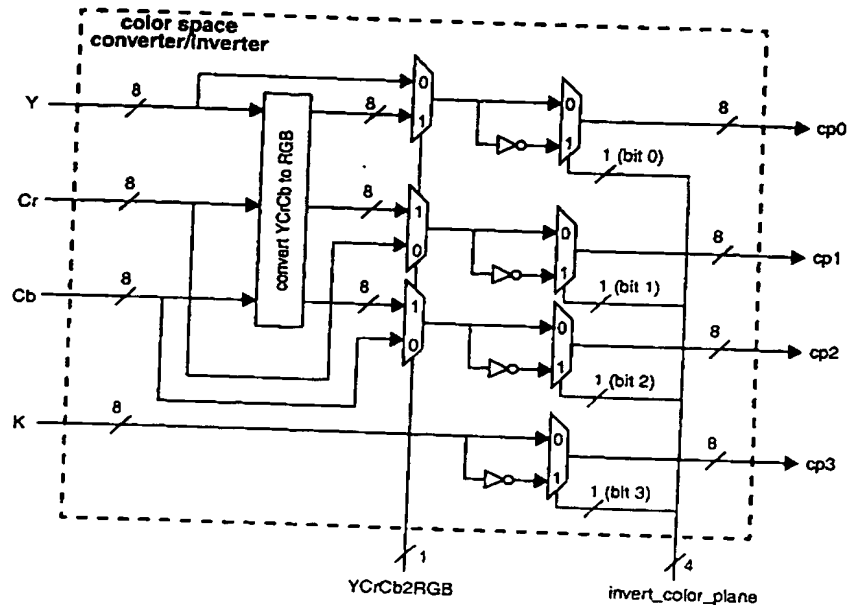 color space
converter/inverter
Y
8
0
8
1
0
1
8
cp0
1 (bit 0)
Cr
8
convert YCrCb to RGB
8
1
0
0
1
8
cp1
1 (bit 1)
Cb
8
8
1
0
0
1
8
cp2
1 (bit 2)
K
8
0
1
8
cp3
1 (bit 3)
1
YCrCb2RGB
4
invert_color_plane